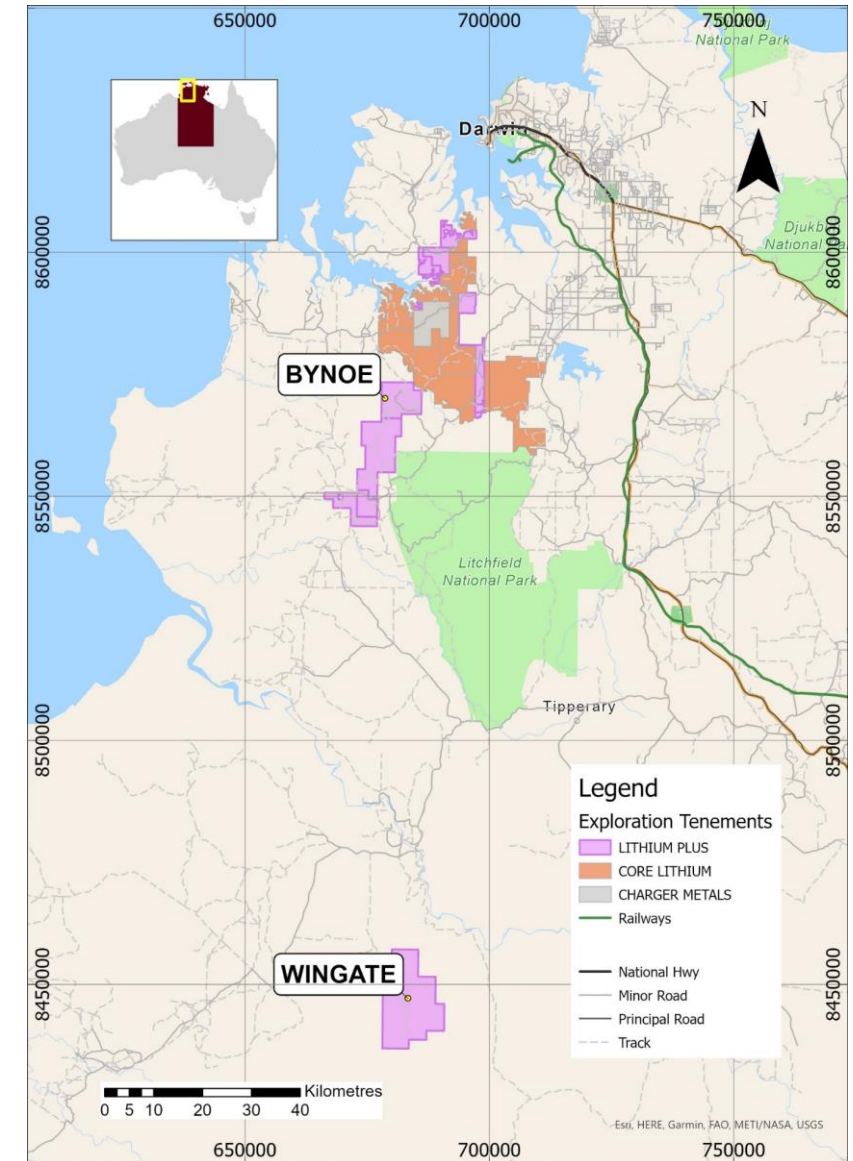 650000
700000
750000
National Park
N
Darwin
Djukb
National Pa
8600000
8600000
BYNOE
8550000
8550000
Litchfield
National Park
Tipperary
8500000
8500000
Legend
Exploration Tenements
LITHIUM PLUS
CORE LITHIUM
CHARGER METALS
Railways
National Hwy
Minor Road
Principal Road
Track
WINGATE
8450000
8450000
Kilometres
0 5 10 20 30 40
Esri, HERE, Garmin, FAO, METI/NASA, USGS
650000
700000
750000